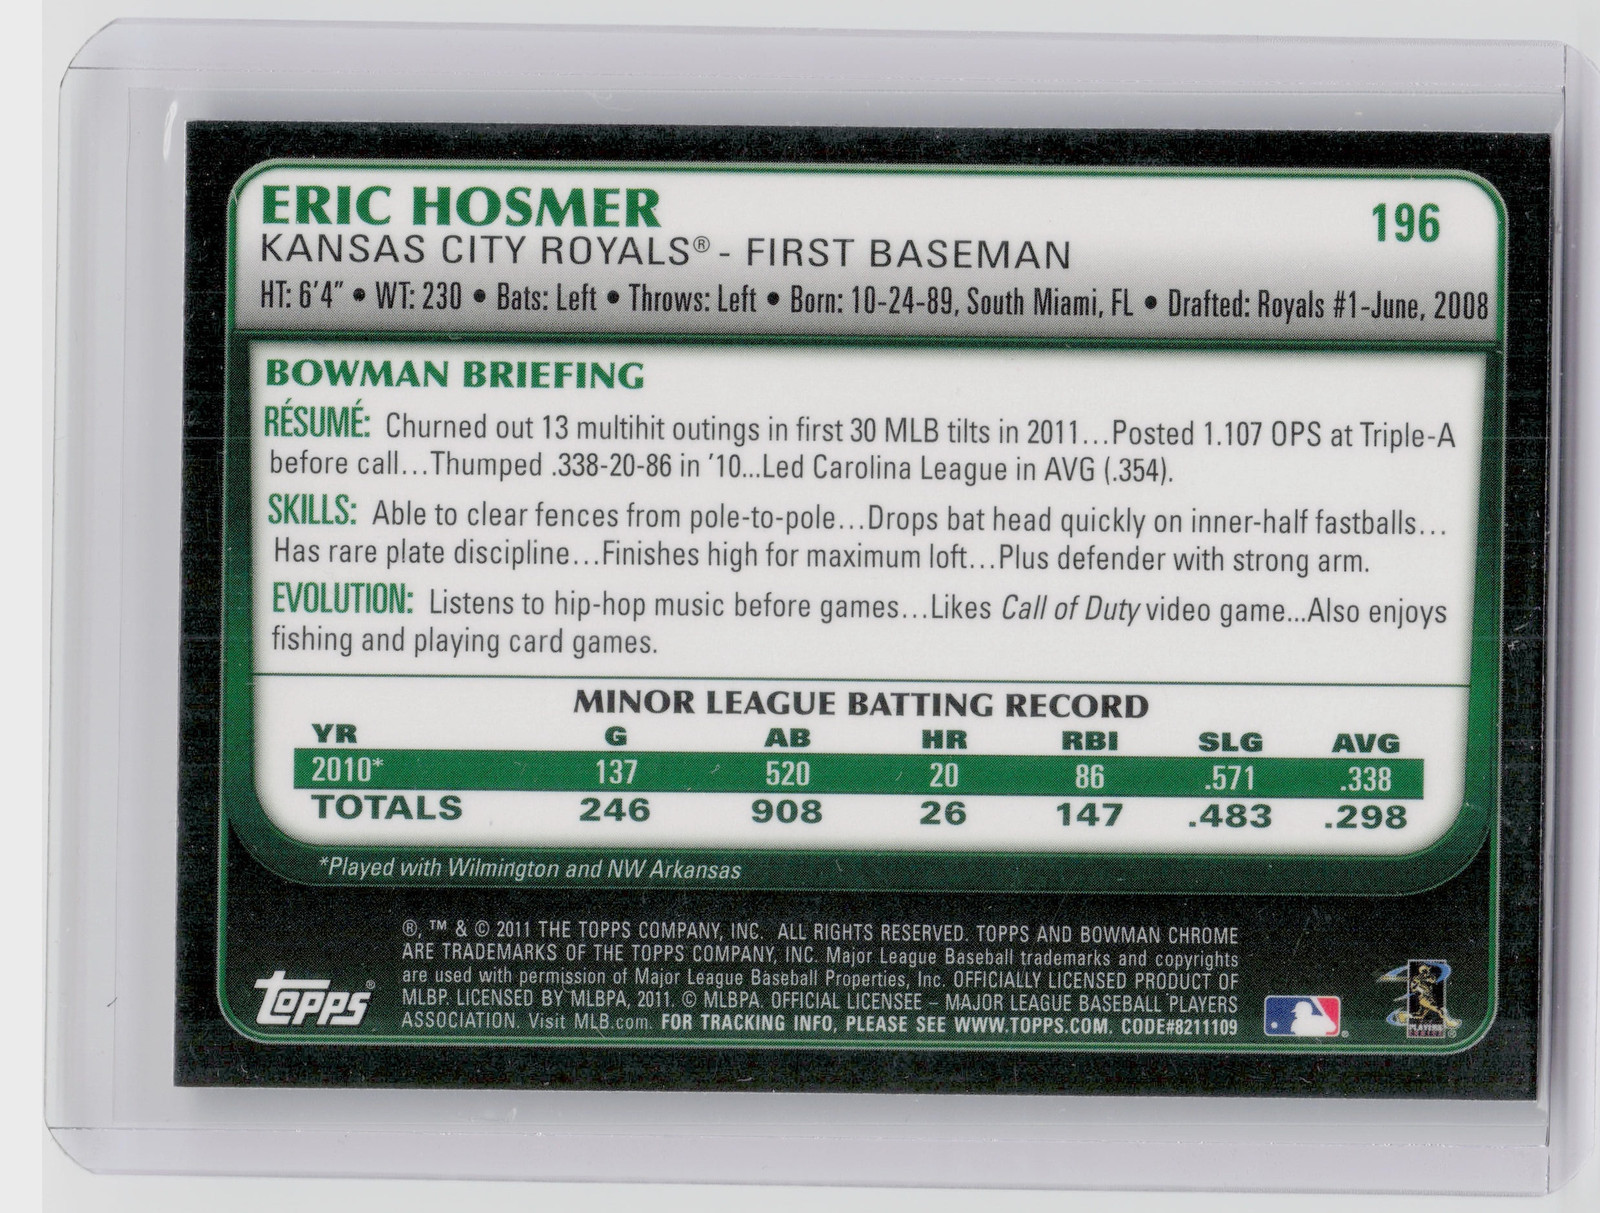 ERIC HOSMER
196
KANSAS CITY ROYALS® - FIRST BASEMAN
HT: 6'4" • WT: 230 • Bats: Left • Throws: Left • Born: 10-24-89, South Miami, FL • Drafted: Royals #1-June, 2008
BOWMAN BRIEFING
RÉSUMÉ: Churned out 13 multihit outings in first 30 MLB tilts in 2011...Posted 1.107 OPS at Triple-A
before call...Thumped .338-20-86 in '10...Led Carolina League in AVG (.354).
SKILLS: Able to clear fences from pole-to-pole...Drops bat head quickly on inner-half fastballs...
Has rare plate discipline...Finishes high for maximum loft...Plus defender with strong arm.
EVOLUTION: Listens to hip-hop music before games...Likes Call of Duty video game...Also enjoys
fishing and playing card games.
MINOR LEAGUE BATTING RECORD
YR G AB HR RBI SLG AVG
2010* 137 520 20 86 .571 .338
TOTALS 246 908 26 147 .483 .298
*Played with Wilmington and NW Arkansas
®, ™ & © 2011 THE TOPPS COMPANY, INC. ALL RIGHTS RESERVED. TOPPS AND BOWMAN CHROME
ARE TRADEMARKS OF THE TOPPS COMPANY, INC. Major League Baseball trademarks and copyrights
are used with permission of Major League Baseball Properties, Inc. OFFICIALLY LICENSED PRODUCT OF
MLBP. LICENSED BY MLBPA, 2011. © MLBPA. OFFICIAL LICENSEE – MAJOR LEAGUE BASEBALL PLAYERS
ASSOCIATION. Visit MLB.com. FOR TRACKING INFO, PLEASE SEE WWW.TOPPS.COM. CODE#8211109
Topps®
PLAYERS